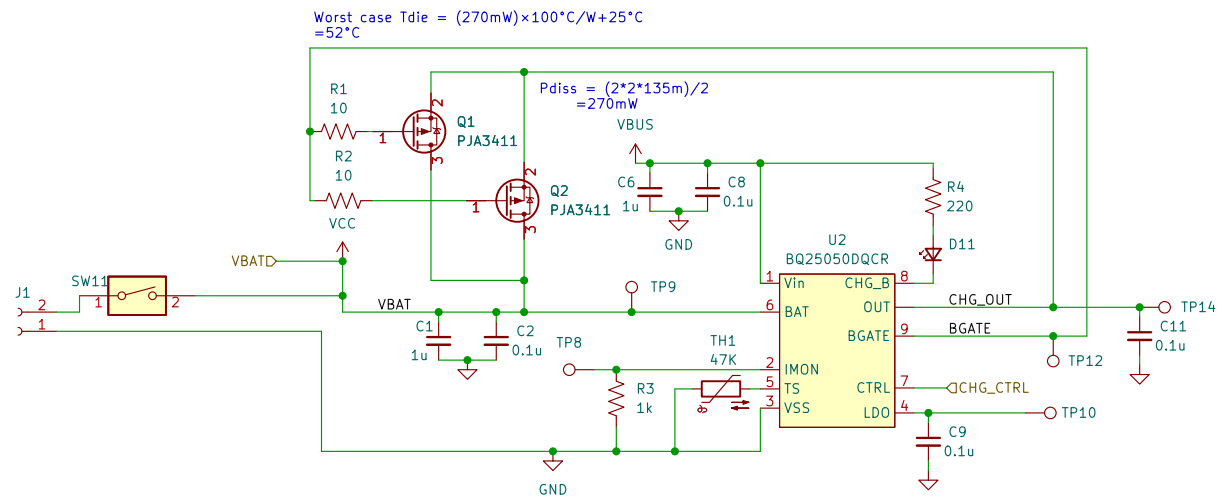 Worst case Tdie = (270mW)×100°C/W+25°C
=52°C
Pdiss = (2*2*135m)/2
=270mW
R1
10
2
Q1
PJA3411
1
3
R2
10
2
Q2
PJA3411
1
3
VBUS
C6
1u
C8
0.1u
GND
R4
220
D11
VCC
VBAT
SW11
1
2
J1
2
1
VBAT
C1
1u
C2
0.1u
TP9
U2
BQ25050DQCR
1
Vin
CHG_B
8
6
BAT
OUT
CHG_OUT
TP14
BGATE
9
BGATE
C11
0.1u
TP12
TP8
TH1
47K
2
IMON
5
TS
CTRL
7
CHG_CTRL
3
VSS
LDO
4
TP10
R3
1k
C9
0.1u
GND